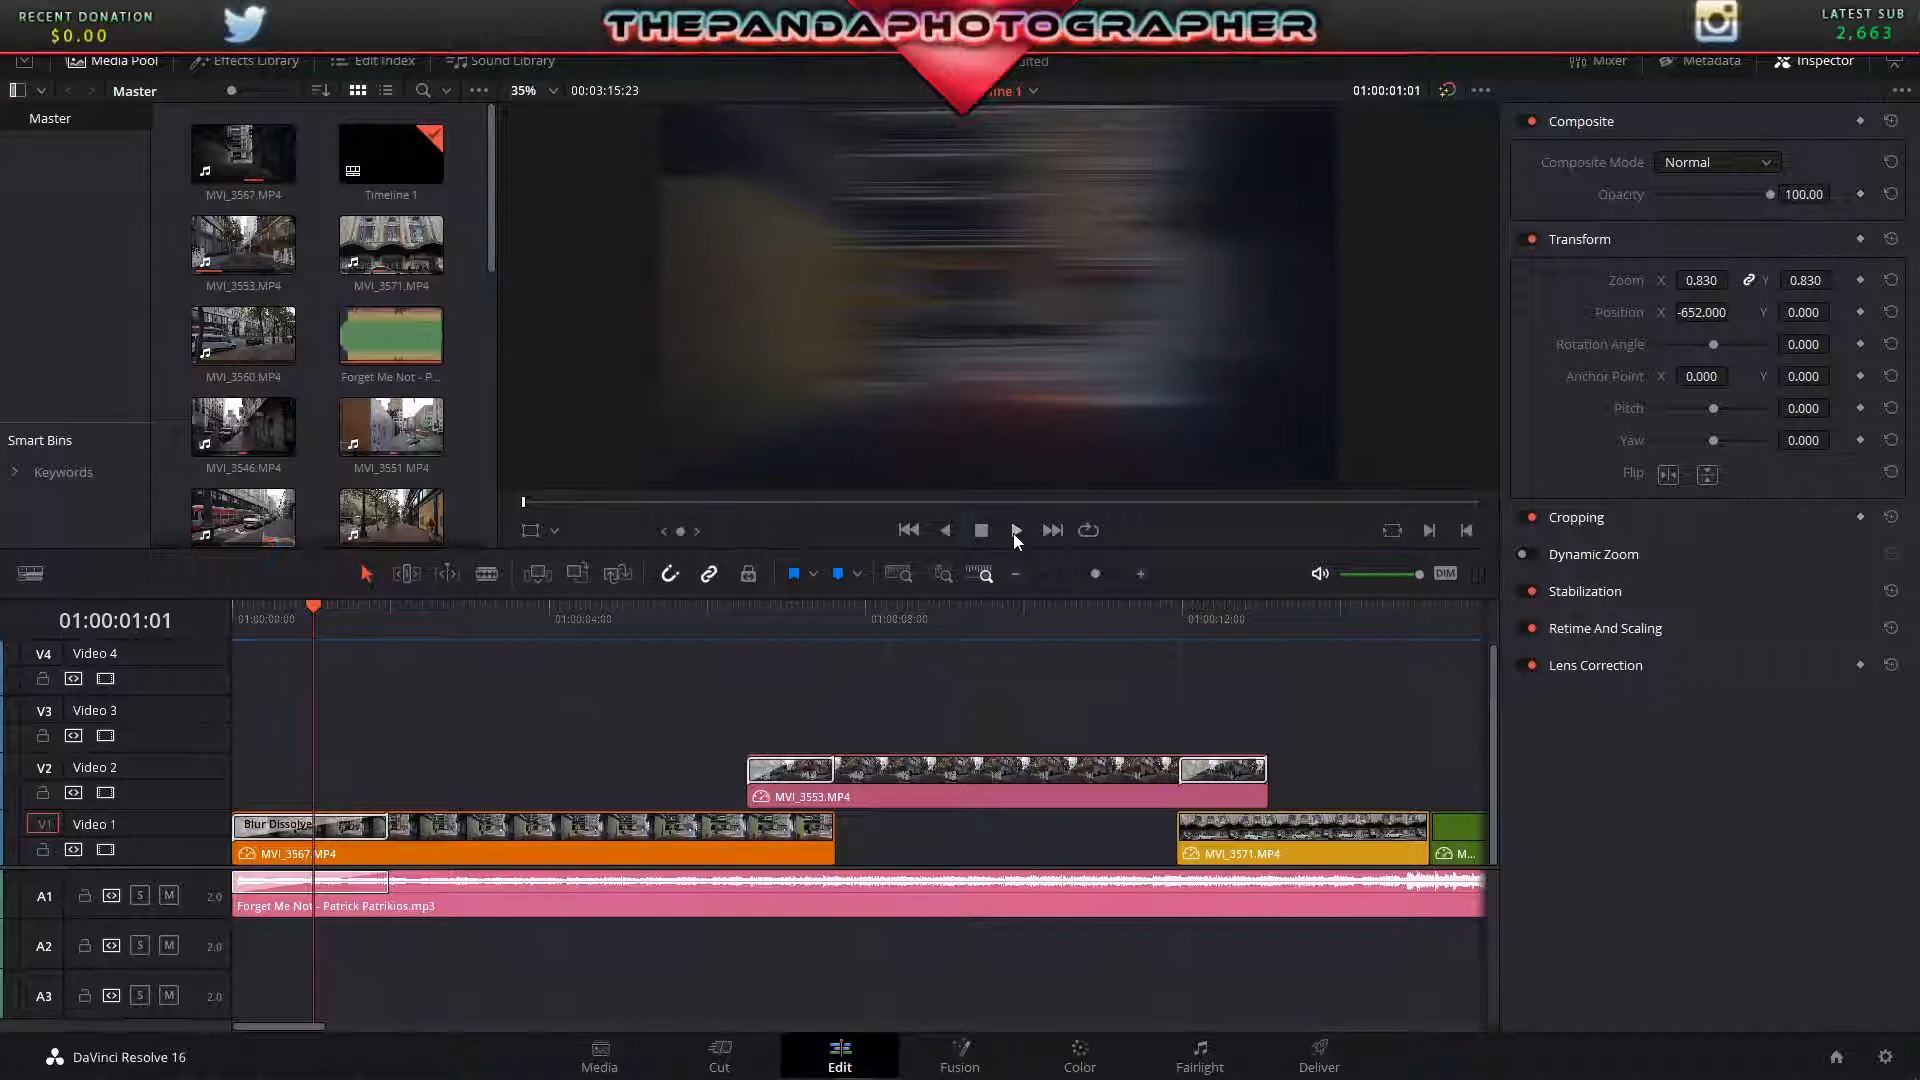 RECENT DONATION
$0.00
THEPANDAPHOTOGRAPHER
LATEST SUB
2,663
Media Pool
Effects Library
Edit Index
Sound Library
Mixer
Metadata
Inspector
Master
35%
00:03:15:23
01:00:01:01
Master
MVI_3567.MP4
Timeline 1
MVI_3553.MP4
MVI_3571.MP4
MVI_3560.MP4
Forget Me Not - P...
MVI_3546.MP4
MVI_3551 MP4
Smart Bins
Keywords
Composite
Composite Mode
Normal
Opacity
100.00
Transform
Zoom X 0.830 Y 0.830
Position X -652.000 Y 0.000
Rotation Angle 0.000
Anchor Point X 0.000 Y 0.000
Pitch 0.000
Yaw 0.000
Flip
Cropping
Dynamic Zoom
Stabilization
Retime And Scaling
Lens Correction
DIM
01:00:01:01
01:00:00:00
01:00:04:00
01:00:08:00
01:00:12:00
V4 Video 4
V3 Video 3
V2 Video 2
MVI_3553.MP4
V1 Video 1
Blur Dissolve
MVI_3567.MP4
MVI_3571.MP4
M...
A1 S M 2.0
Forget Me Not - Patrick Patrikios.mp3
A2 S M 2.0
A3 S M 2.0
DaVinci Resolve 16
Media
Cut
Edit
Fusion
Color
Fairlight
Deliver